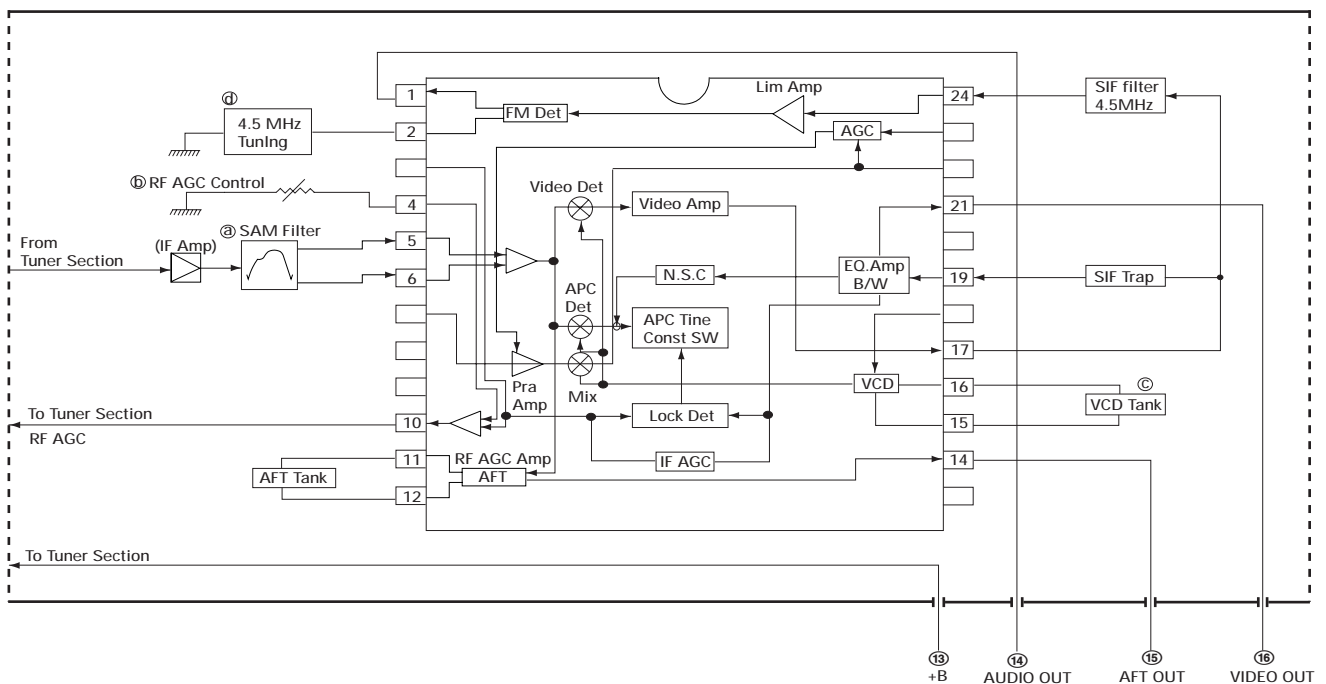 ⓓ
4.5 MHz
TunIng
ⓑ RF AGC Control
From
Tuner Section
(IF Amp)
ⓐ SAM Filter
To Tuner Section
RF AGC
AFT Tank
To Tuner Section
1
2
4
5
6
10
11
12
FM Det
Lim Amp
AGC
Video Det
Video Amp
N.S.C
EQ.Amp
B/W
APC
Det
APC Tine
Const SW
Pra
Amp
Mix
VCD
Lock Det
RF AGC Amp
IF AGC
AFT
24
21
19
17
16
15
14
SIF filter
4.5MHz
SIF Trap
ⓒ
VCD Tank
⑬
+B
⑭
AUDIO OUT
⑮
AFT OUT
⑯
VIDEO OUT